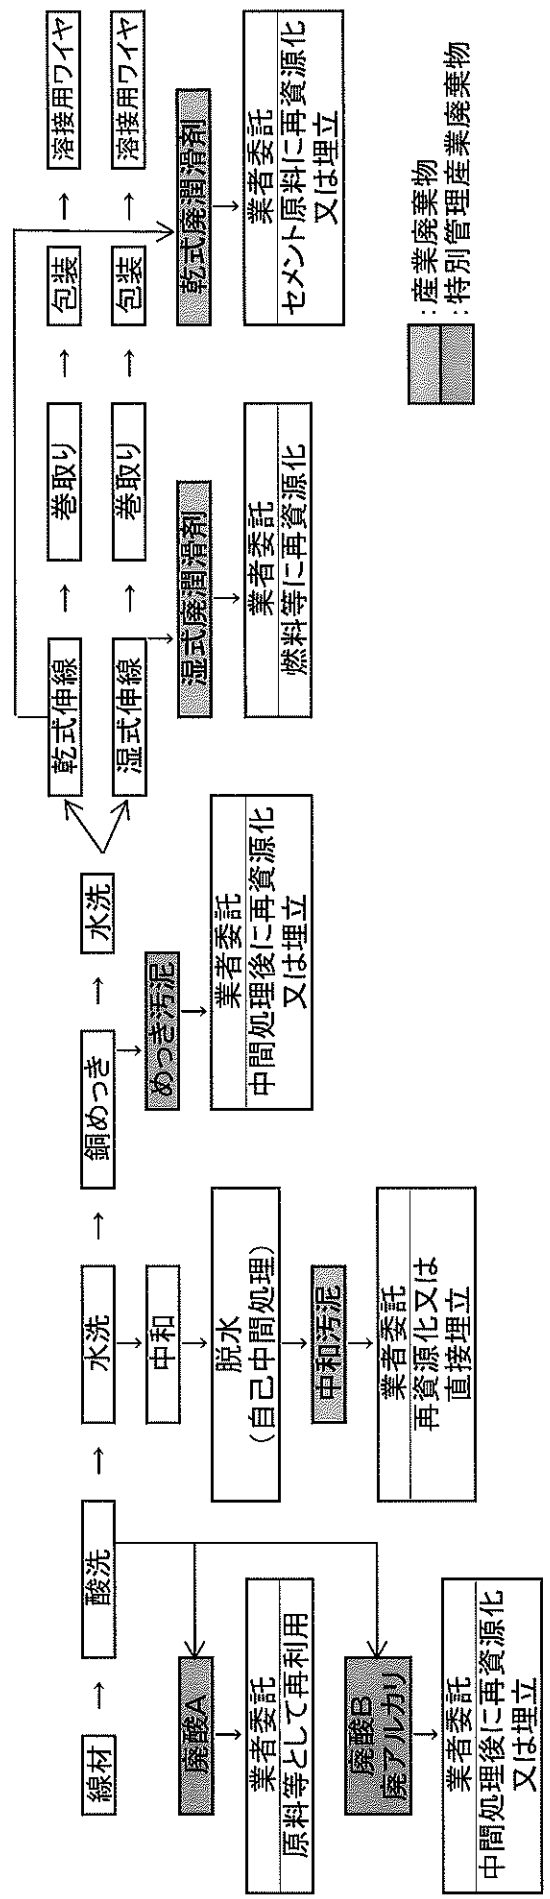 線材
→
酸洗
→
水洗
→
銅めっき
→
水洗
乾式伸線
→
巻取り
→
包装
→
溶接用ワイヤ
湿式伸線
→
巻取り
→
包装
→
溶接用ワイヤ
廃酸A
業者委託
原料等として再利用
廃酸B
廃アルカリ
業者委託
中間処理後に再資源化
又は埋立
中和
脱水
(自己中間処理)
中和汚泥
業者委託
再資源化又は
直接埋立
めっき汚泥
業者委託
中間処理後に再資源化
又は埋立
湿式廃潤滑剤
業者委託
燃料等に再資源化
乾式廃潤滑剤
業者委託
セメント原料に再資源化
又は埋立
:産業廃棄物
:特別管理産業廃棄物